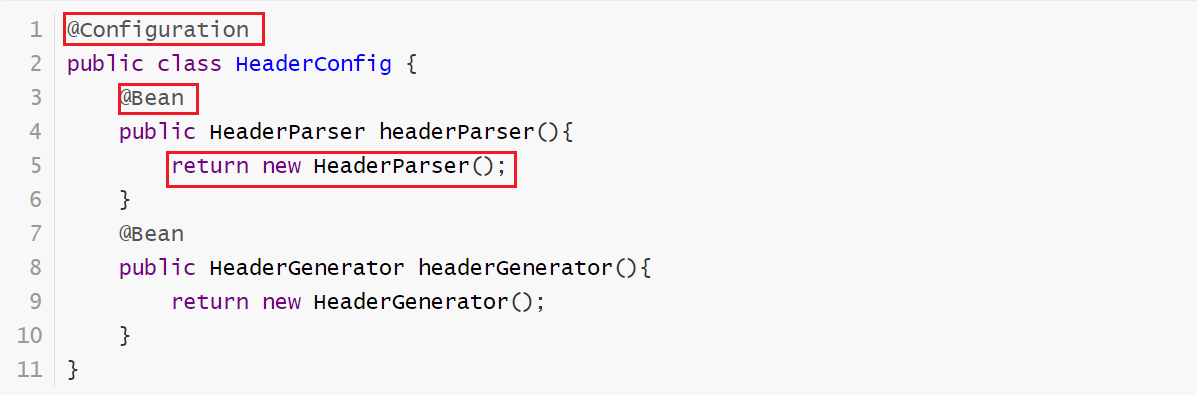 1 @Configuration
2 public class HeaderConfig {
3     @Bean
4     public HeaderParser headerParser(){
5         return new HeaderParser();
6     }
7     @Bean
8     public HeaderGenerator headerGenerator(){
9         return new HeaderGenerator();
10     }
11 }